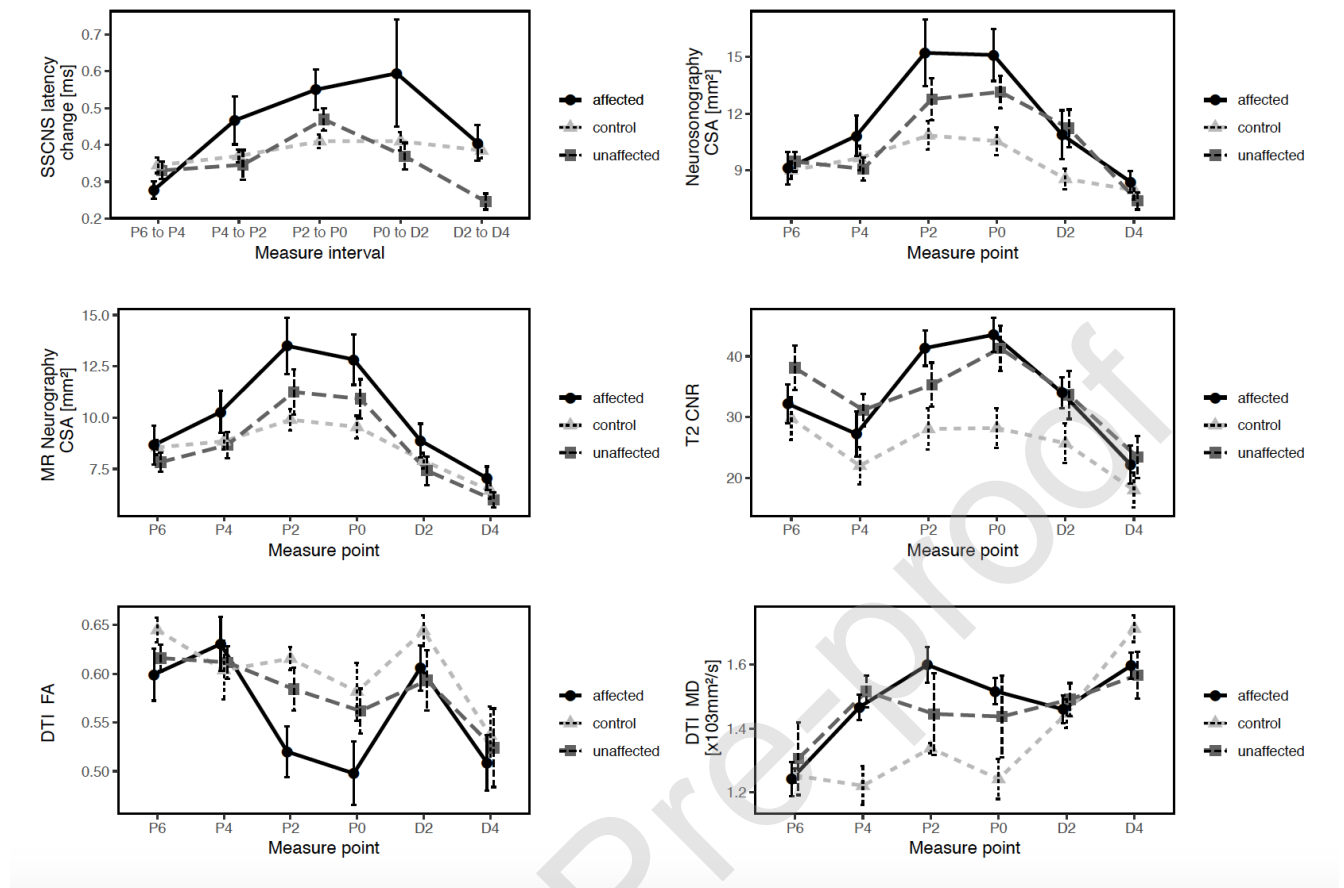 SSCNS latency
change [ms]
0.7
0.6
0.5
0.4
0.3
0.2
P6 to P4 P4 to P2 P2 to P0 P0 to D2 D2 to D4
Measure interval
affected
control
unaffected
Neurosonography
CSA [mm²]
15
12
9
P6 P4 P2 P0 D2 D4
Measure point
affected
control
unaffected
MR Neurography
CSA [mm²]
15.0
12.5
10.0
7.5
P6 P4 P2 P0 D2 D4
Measure point
affected
control
unaffected
T2 CNR
40
30
20
P6 P4 P2 P0 D2 D4
Measure point
affected
control
unaffected
DTI FA
0.65
0.60
0.55
0.50
P6 P4 P2 P0 D2 D4
Measure point
affected
control
unaffected
DTI MD
[x103mm²/s]
1.6
1.4
1.2
P6 P4 P2 P0 D2 D4
Measure point
affected
control
unaffected
Pre-proof